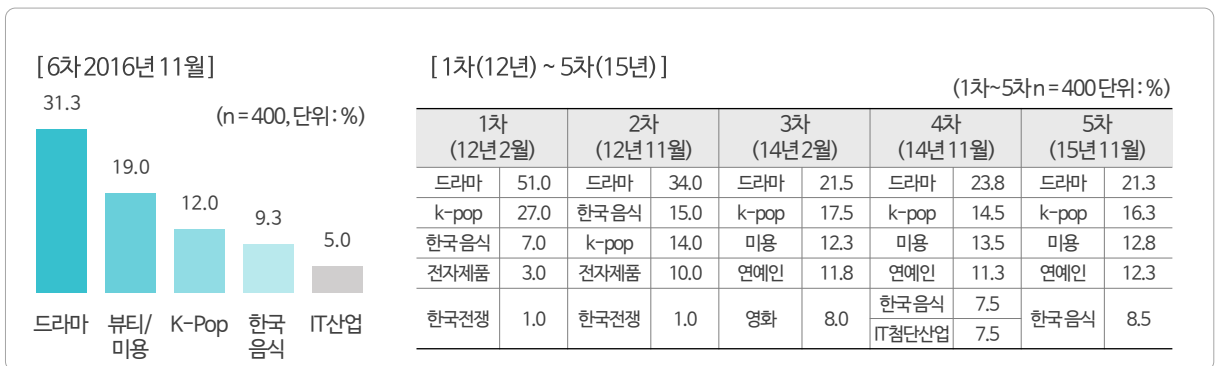 [ 6차 2016년 11월 ]
(n = 400, 단위 : %)
31.3
19.0
12.0
9.3
5.0
드라마 뷰티/미용 K-Pop 한국음식 IT산업
[ 1차(12년) ~ 5차(15년) ]
(1차~5차 n = 400 단위 : %)
1차 2차 3차 4차 5차
(12년 2월) (12년 11월) (14년 2월) (14년 11월) (15년 11월)
드라마 51.0 드라마 34.0 드라마 21.5 드라마 23.8 드라마 21.3
k-pop 27.0 한국 음식 15.0 k-pop 17.5 k-pop 14.5 k-pop 16.3
한국 음식 7.0 k-pop 14.0 미용 12.3 미용 13.5 미용 12.8
전자제품 3.0 전자제품 10.0 연예인 11.8 연예인 11.3 연예인 12.3
한국전쟁 1.0 한국전쟁 1.0 영화 8.0 한국 음식 7.5 한국 음식 8.5
IT첨단산업 7.5